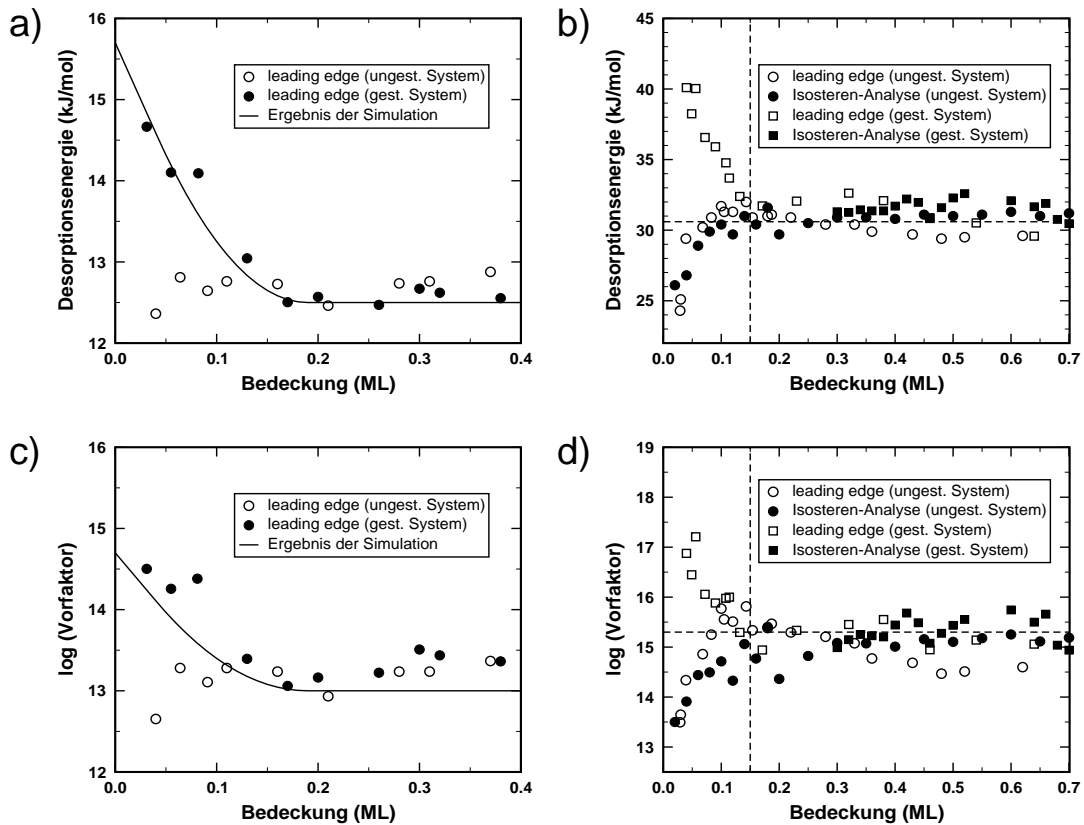 a)
16
15
14
13
12
Desorptionsenergie (kJ/mol)
leading edge (ungest. System)
leading edge (gest. System)
Ergebnis der Simulation
0.0 0.1 0.2 0.3 0.4
Bedeckung (ML)
b)
45
40
35
30
25
Desorptionsenergie (kJ/mol)
leading edge (ungest. System)
Isosteren-Analyse (ungest. System)
leading edge (gest. System)
Isosteren-Analyse (gest. System)
0.0 0.1 0.2 0.3 0.4 0.5 0.6 0.7
Bedeckung (ML)
c)
16
15
14
13
12
log (Vorfaktor)
leading edge (ungest. System)
leading edge (gest. System)
Ergebnis der Simulation
0.0 0.1 0.2 0.3 0.4
Bedeckung (ML)
d)
19
18
17
16
15
14
13
log (Vorfaktor)
leading edge (ungest. System)
Isosteren-Analyse (ungest. System)
leading edge (gest. System)
Isosteren-Analyse (gest. System)
0.0 0.1 0.2 0.3 0.4 0.5 0.6 0.7
Bedeckung (ML)